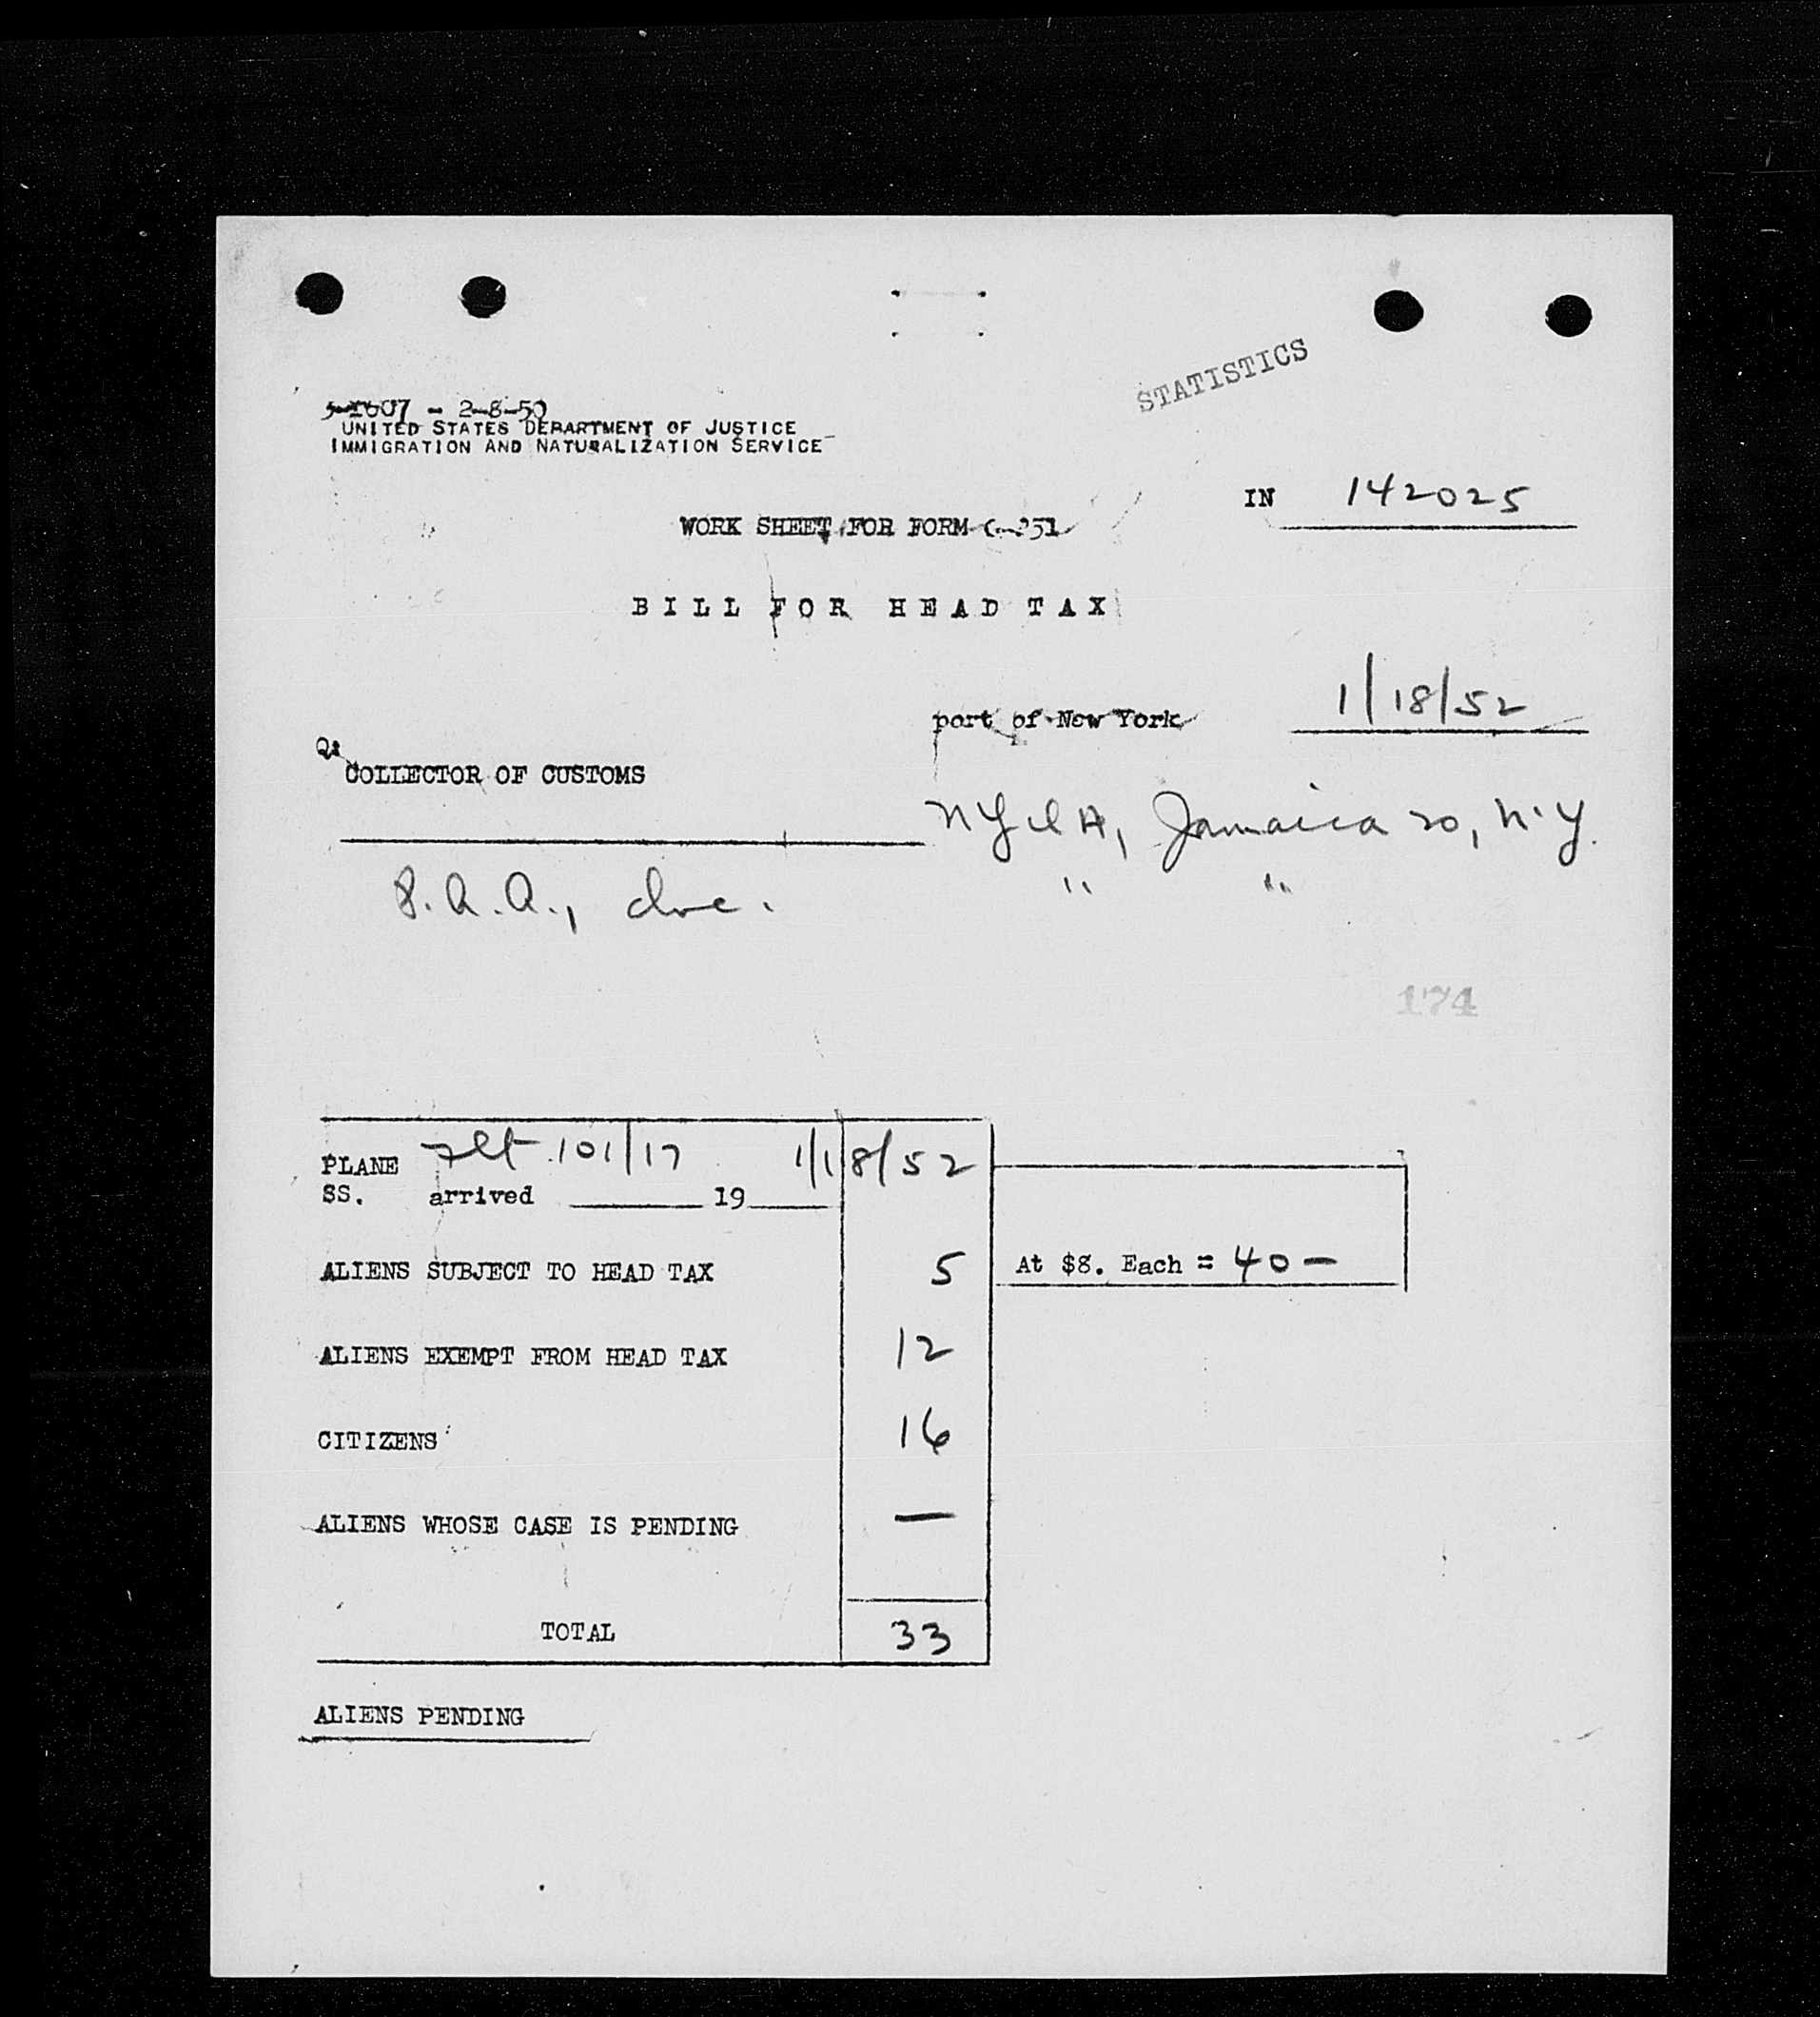 STATISTICS
5-1607 - 2-8-50
UNITED STATES DEPARTMENT OF JUSTICE
IMMIGRATION AND NATURALIZATION SERVICE
IN 142025
WORK SHEET FOR FORM
BILL FOR HEAD TAX
port of New York 1/18/52
COLLECTOR OF CUSTOMS
Jamaica 20, N.Y.
" "
174
PLANE Flt 101/17 1/18/52
SS. arrived 19
ALIENS SUBJECT TO HEAD TAX 5 At $8. Each = 40 -
ALIENS EXEMPT FROM HEAD TAX 12
CITIZENS 16
ALIENS WHOSE CASE IS PENDING —
TOTAL 33
ALIENS PENDING